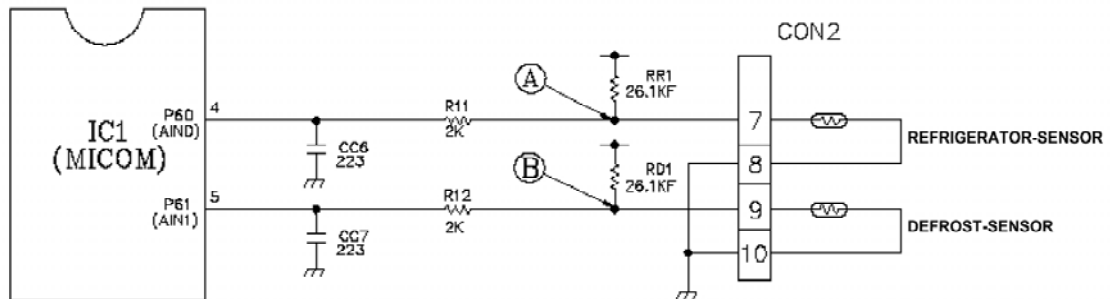 CON2
A
RR1
26.1KF
P60
(AIN0)
4
R11
2K
7
IC1
(MICOM)
CC6
223
REFRIGERATOR-SENSOR
8
B
RD1
26.1KF
P61
(AIN1)
5
R12
2K
9
CC7
223
DEFROST-SENSOR
10